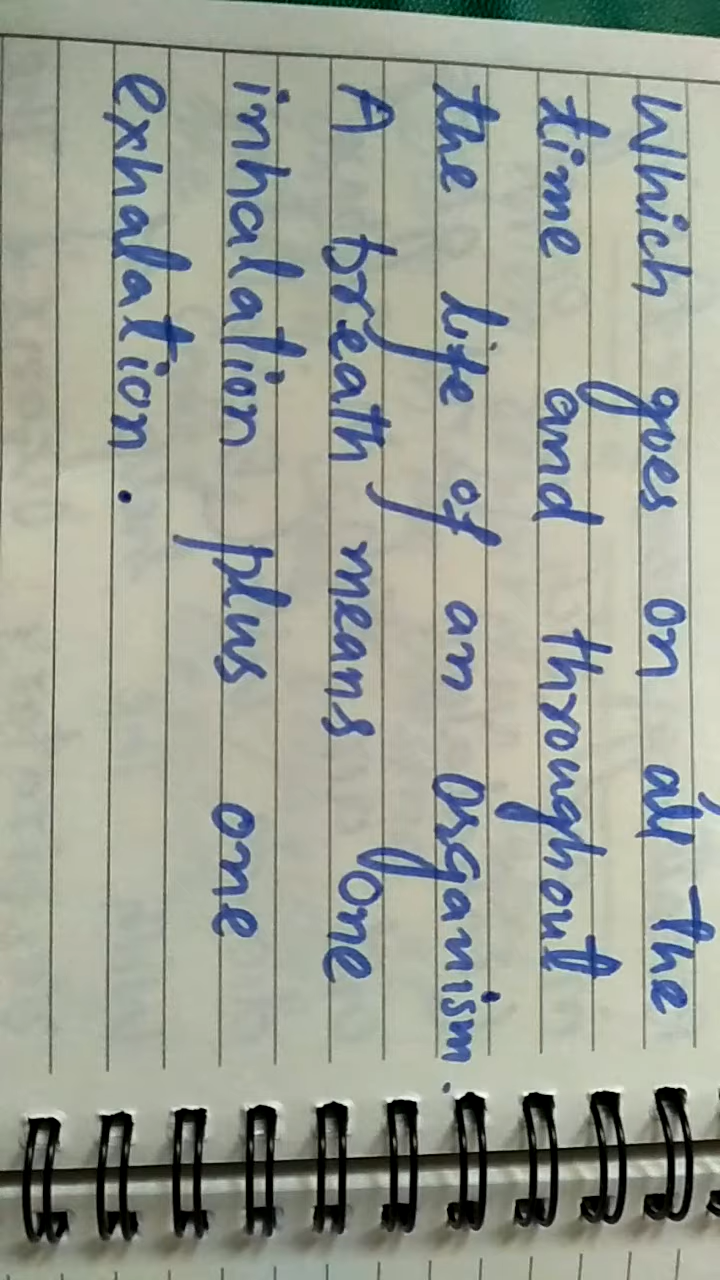 Which goes on all the
time and throughout
the life of an organism.
A breath means one
inhalation plus one
exhalation.